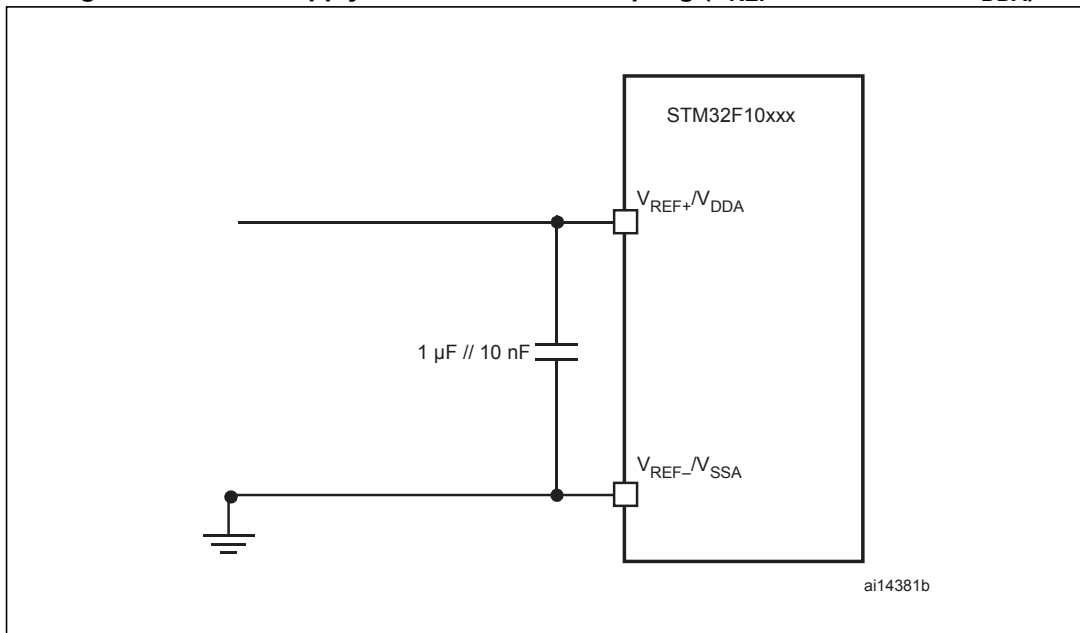 STM32F10xxx
VREF+/VDDA
1 µF // 10 nF
VREF–/VSSA
ai14381b